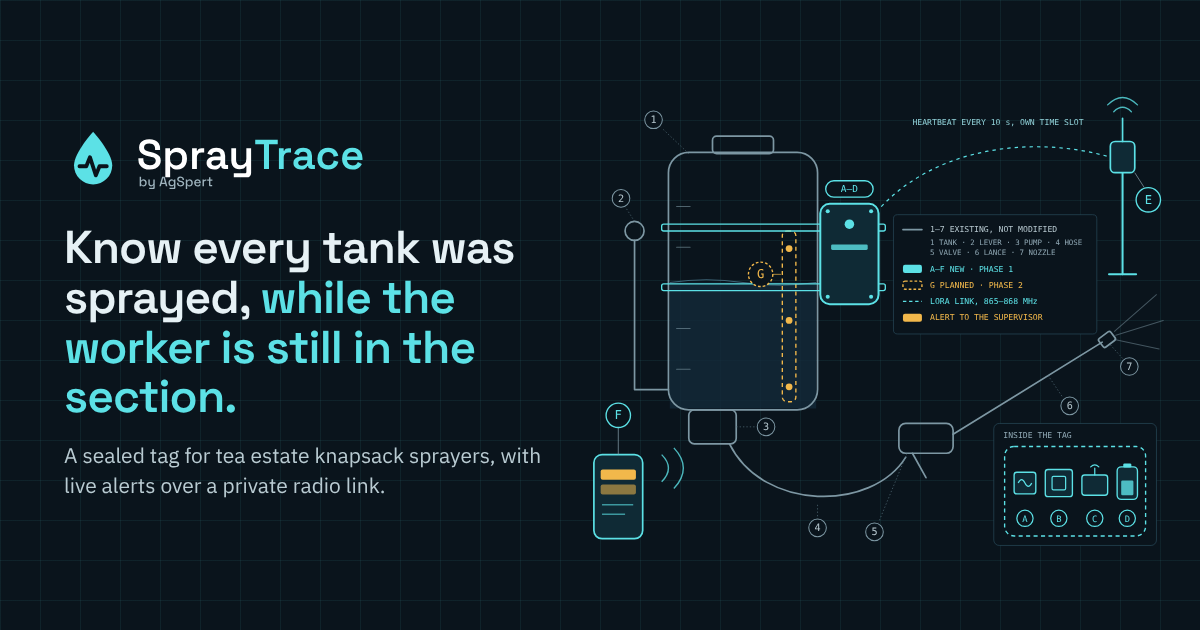 SprayTrace
by AgSpert
Know every tank was
sprayed, while the
worker is still in the
section.
A sealed tag for tea estate knapsack sprayers, with
live alerts over a private radio link.
1
2
HEARTBEAT EVERY 10 s, OWN TIME SLOT
A–D
E
G
1–7 EXISTING, NOT MODIFIED
1 TANK · 2 LEVER · 3 PUMP · 4 HOSE
5 VALVE · 6 LANCE · 7 NOZZLE
A–F NEW · PHASE 1
G PLANNED · PHASE 2
LORA LINK, 865–868 MHz
ALERT TO THE SUPERVISOR
7
6
F
3
4
5
INSIDE THE TAG
A
B
C
D